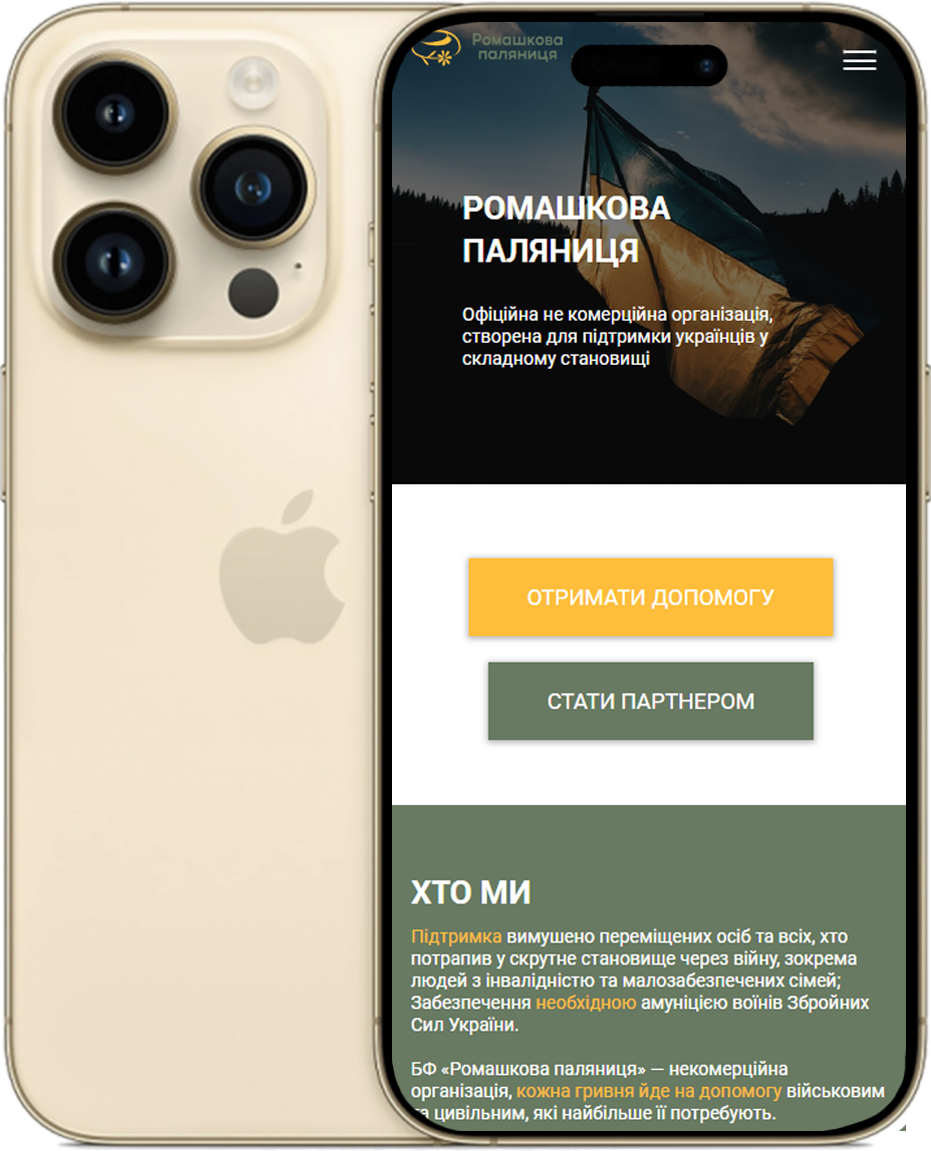 Ромашкова
паляниця
РОМАШКОВА
ПАЛЯНИЦЯ
Офіційна не комерційна організація,
створена для підтримки українців у
складному становищі
ОТРИМАТИ ДОПОМОГУ
СТАТИ ПАРТНЕРОМ
ХТО МИ
Підтримка вимушено переміщених осіб та всіх, хто
потрапив у скрутне становище через війну, зокрема
людей з інвалідністю та малозабезпечених сімей;
Забезпечення необхідною амуніцією воїнів Збройних
Сил України.
БФ «Ромашкова паляниця» — некомерційна
організація, кожна гривня йде на допомогу військовим
та цивільним, які найбільше її потребують.